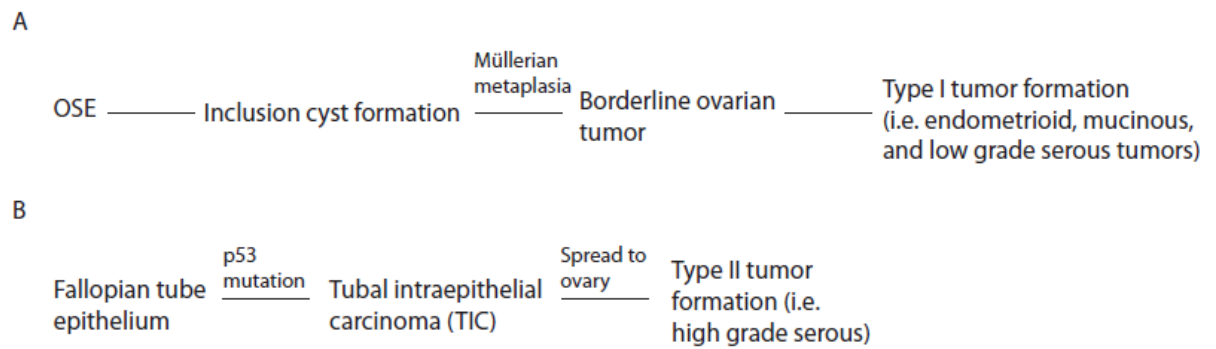 A
OSE
Inclusion cyst formation
Müllerian
metaplasia
Borderline ovarian
tumor
Type I tumor formation
(i.e. endometrioid, mucinous,
and low grade serous tumors)
B
Fallopian tube
epithelium
p53
mutation
Tubal intraepithelial
carcinoma (TIC)
Spread to
ovary
Type II tumor
formation (i.e.
high grade serous)